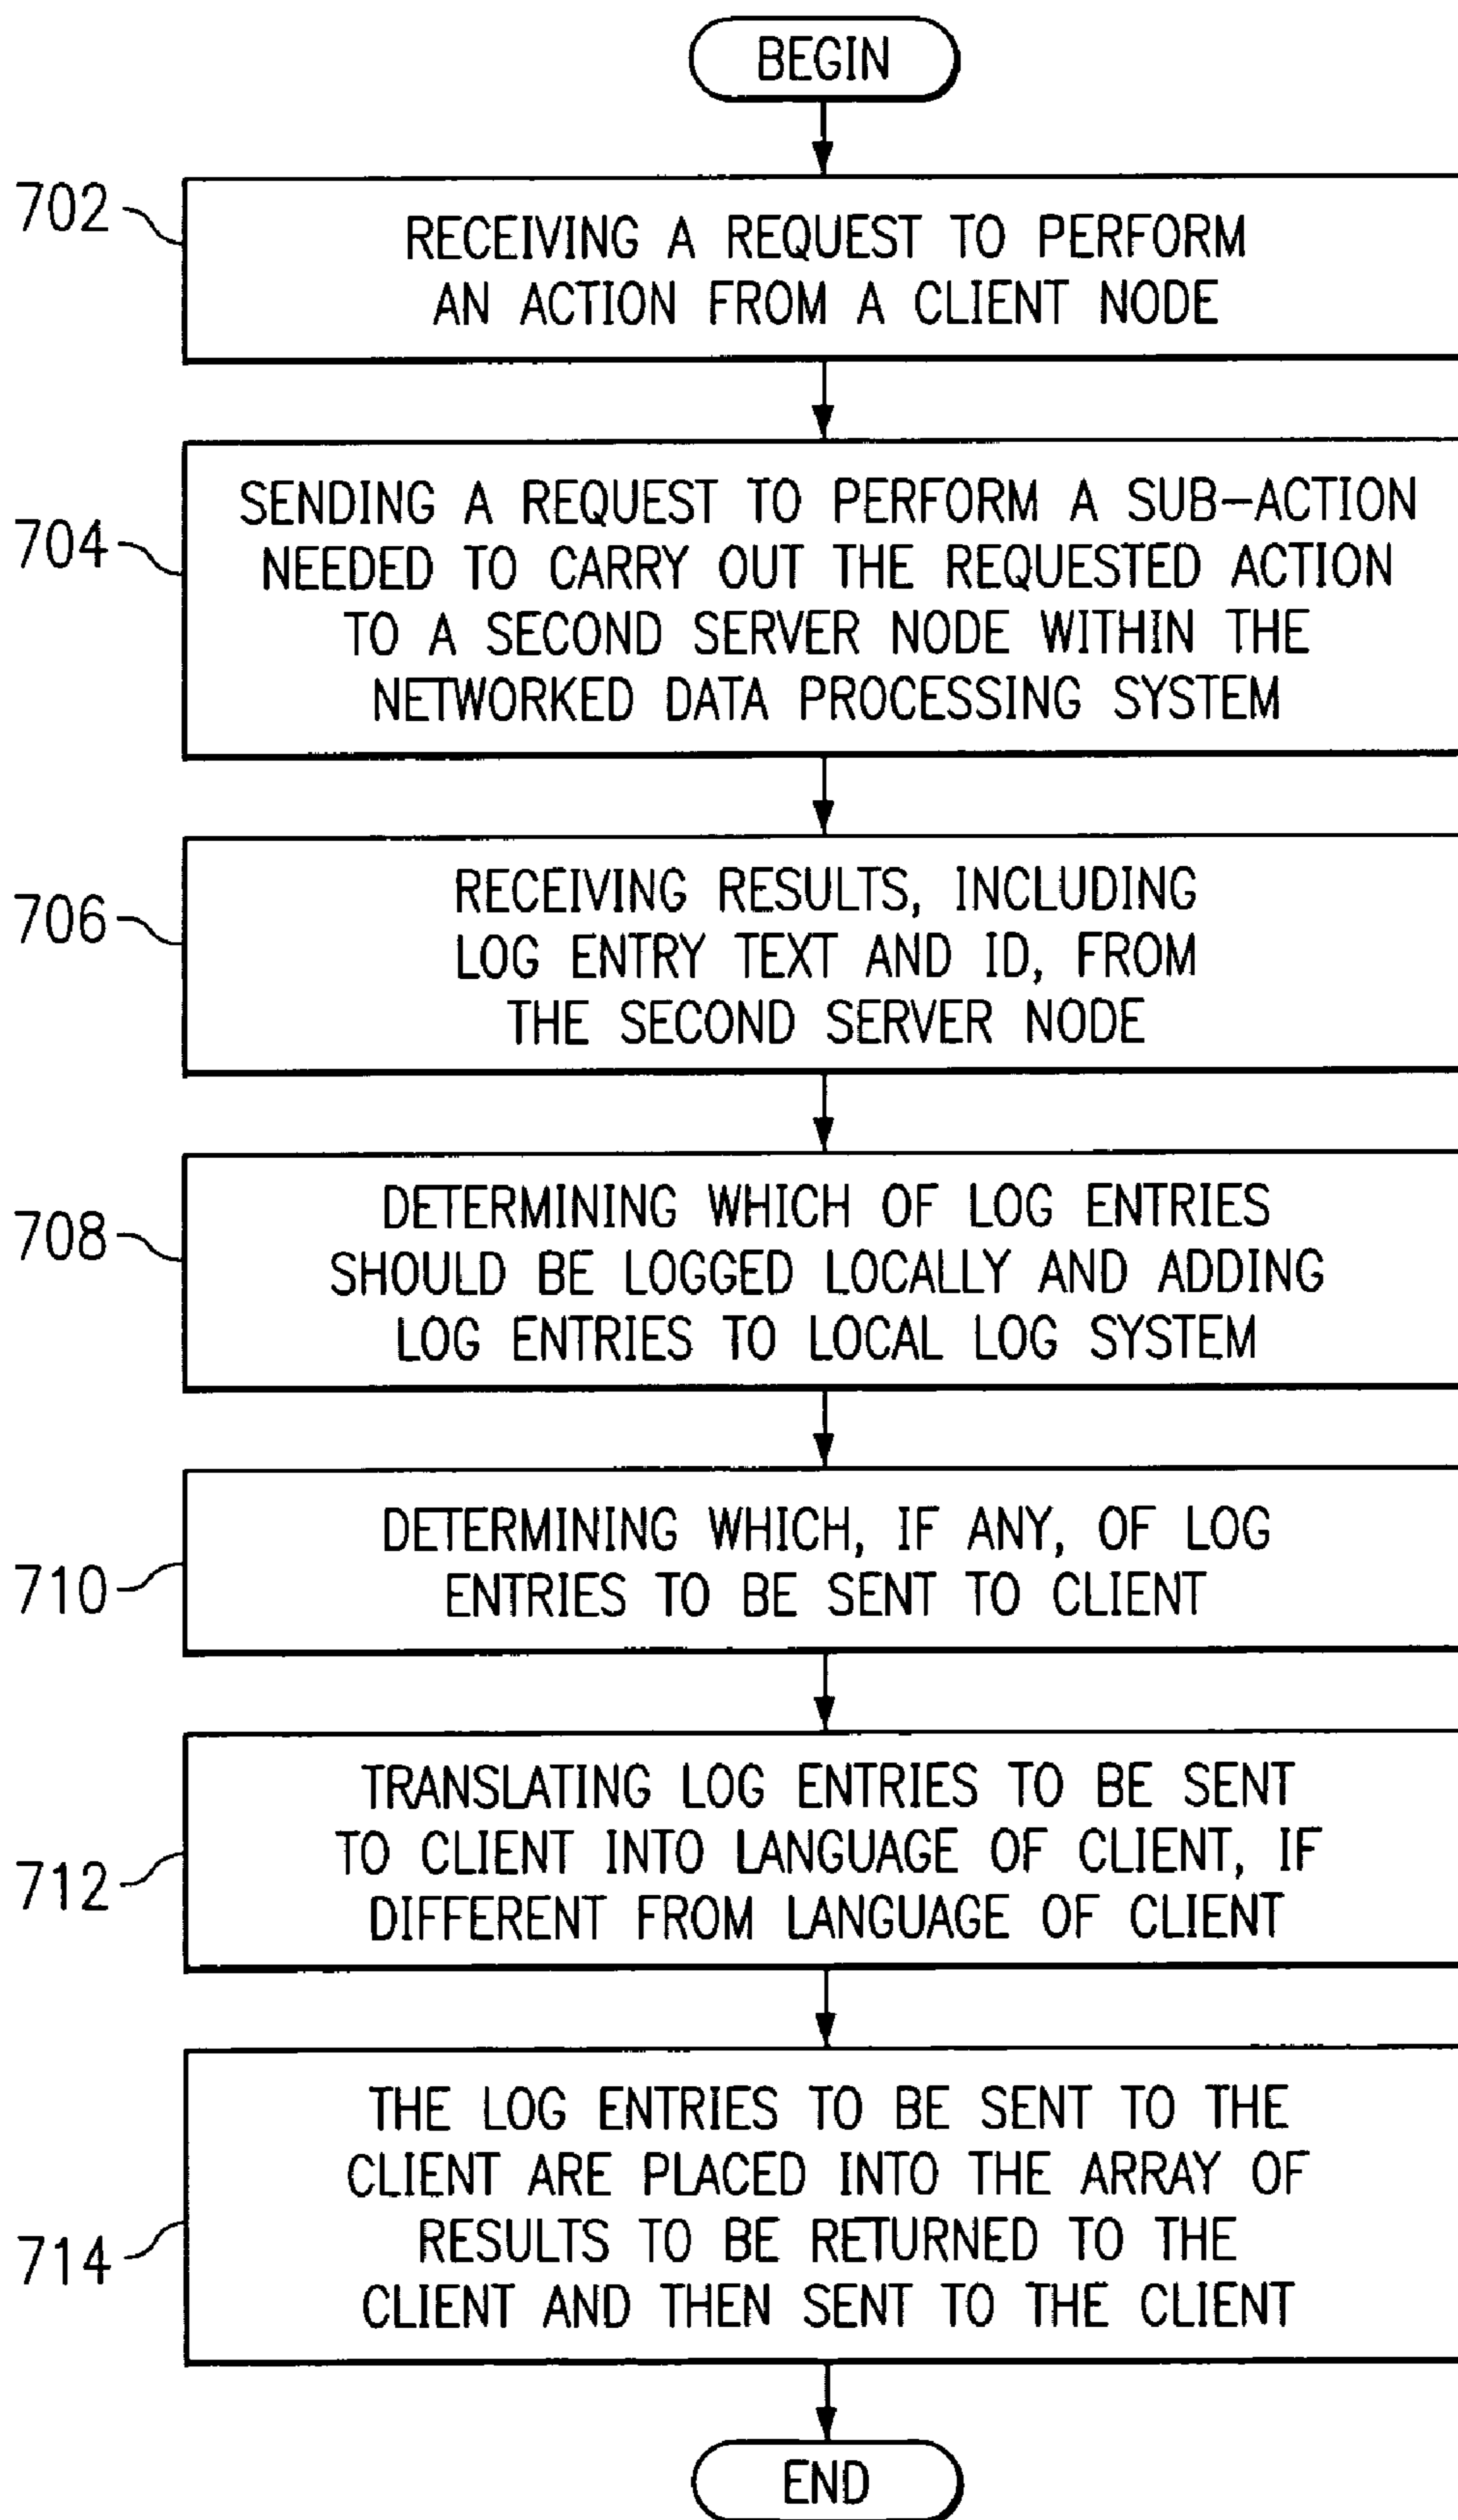 BEGIN
702
RECEIVING A REQUEST TO PERFORM
AN ACTION FROM A CLIENT NODE
704
SENDING A REQUEST TO PERFORM A SUB-ACTION
NEEDED TO CARRY OUT THE REQUESTED ACTION
TO A SECOND SERVER NODE WITHIN THE
NETWORKED DATA PROCESSING SYSTEM
706
RECEIVING RESULTS, INCLUDING
LOG ENTRY TEXT AND ID, FROM
THE SECOND SERVER NODE
708
DETERMINING WHICH OF LOG ENTRIES
SHOULD BE LOGGED LOCALLY AND ADDING
LOG ENTRIES TO LOCAL LOG SYSTEM
710
DETERMINING WHICH, IF ANY, OF LOG
ENTRIES TO BE SENT TO CLIENT
712
TRANSLATING LOG ENTRIES TO BE SENT
TO CLIENT INTO LANGUAGE OF CLIENT, IF
DIFFERENT FROM LANGUAGE OF CLIENT
714
THE LOG ENTRIES TO BE SENT TO THE
CLIENT ARE PLACED INTO THE ARRAY OF
RESULTS TO BE RETURNED TO THE
CLIENT AND THEN SENT TO THE CLIENT
END